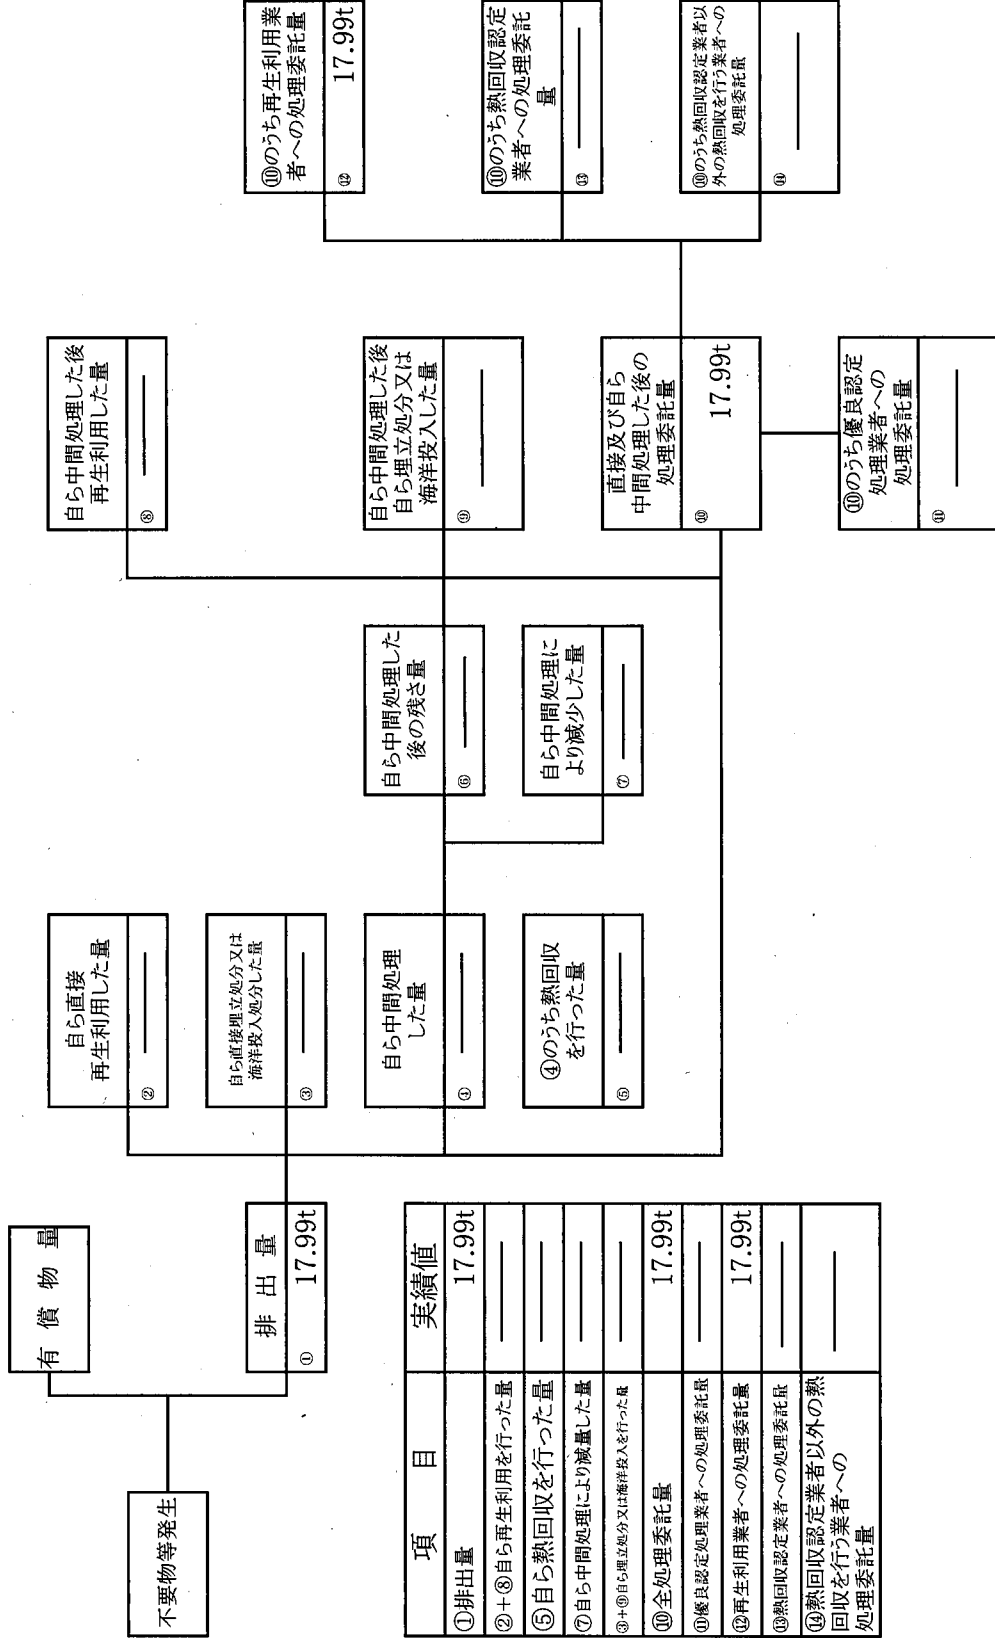 不要物等発生
有償物量
排出量
① 17.99t
自ら直接
再生利用した量
② ―
自ら直接埋立処分又は
海洋投入処分した量
③ ―
自ら中間処理
した量
④ ―
④のうち熱回収
を行った量
⑤ ―
自ら中間処理した
後の残さ量
⑥ ―
自ら中間処理に
より減少した量
⑦ ―
自ら中間処理した後
再生利用した量
⑧ ―
自ら中間処理した後
自ら埋立処分又は
海洋投入した量
⑨ ―
直接及び自ら
中間処理した後の
処理委託量
⑩ 17.99t
⑩のうち優良認定
処理業者への
処理委託量
⑪ ―
⑩のうち再生利用業
者への処理委託量
⑫ 17.99t
⑩のうち熱回収認定
業者への処理委託
量
⑬ ―
⑩のうち熱回収認定業者以
外の熱回収を行う業者への
処理委託量
⑭ ―
項目 実績値
①排出量 17.99t
②+⑧自ら再生利用を行った量 ―
⑤自ら熱回収を行った量 ―
⑦自ら中間処理により減量した量 ―
③+⑨自ら埋立処分又は海洋投入を行った量 ―
⑩全処理委託量 17.99t
⑪優良認定処理業者への処理委託量 ―
⑫再生利用業者への処理委託量 17.99t
⑬熱回収認定業者への処理委託量 ―
⑭熱回収認定業者以外の熱
回収を行う業者への
処理委託量 ―